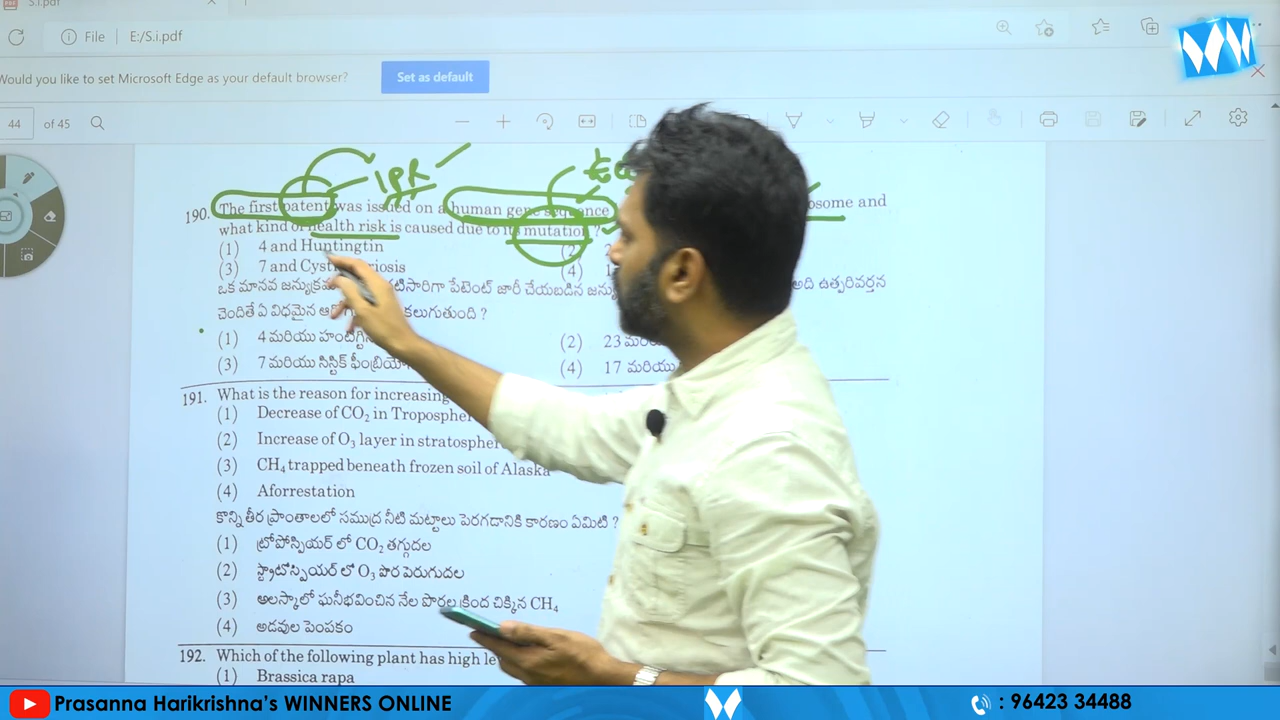 S.i.pdf
File E:/S.i.pdf
Would you like to set Microsoft Edge as your default browser? Set as default
44 of 45
IPR
190. The first patent was issued on a human gene sequence osome and
what kind of health risk is caused due to its mutation ?
(1) 4 and Huntingtin (2)
(3) 7 and (4)
ఒక మానవ పేటెంట్ జారీ చేయబడిన అది ఉత్పరివర్తన
చెందితే ఏ విధమైన కలుగుతుంది ?
(1) 4 మరియు (2) 23
(3) 7 మరియు సిస్టిక్ (4) 17 మరియు
191. What is the reason for increasing
(1) Decrease of CO₂ in Tropospher
(2) Increase of O₃ layer in stratospher
(3) CH₄ trapped beneath frozen soil of Alaska
(4) Aforrestation
కొన్ని తీర ప్రాంతాలలో సముద్ర నీటి మట్టాలు పెరగడానికి కారణం ఏమిటి ?
(1) ట్రోపోస్పియర్ లో CO₂ తగ్గుదల
(2) స్ట్రాటోస్పియర్ లో O₃ పొర పెరుగుదల
(3) అలస్కాలో ఘనీభవించిన నేల పొరల క్రింద చిక్కిన CH₄
(4) అడవుల పెంపకం
192. Which of the following plant has high le
(1) Brassica rapa
Prasanna Harikrishna's WINNERS ONLINE : 96423 34488